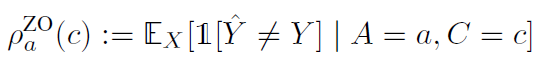 ρ_a^{ZO}(c) := 𝔼_X[𝟙[Ŷ ≠ Y] | A = a, C = c]